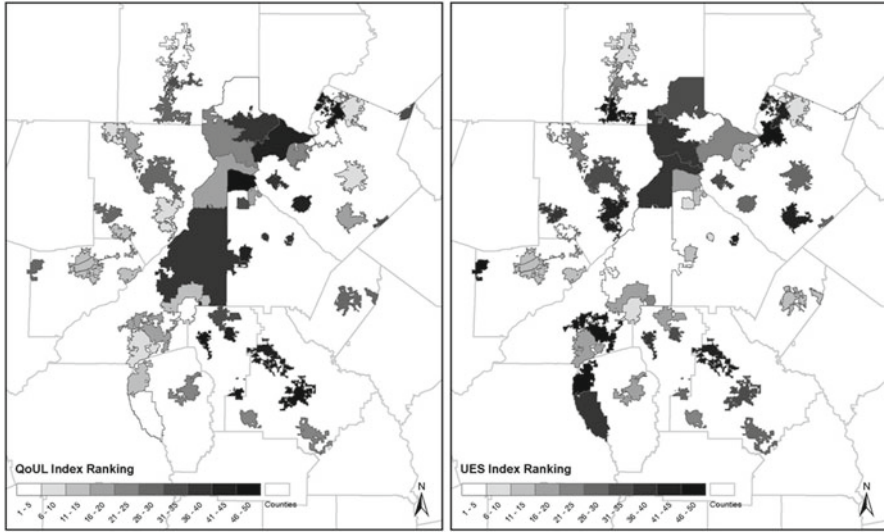 QoUL Index Ranking
1 - 5
6 - 10
11 - 15
16 - 20
21 - 25
26 - 30
31 - 35
36 - 40
41 - 45
46 - 50
Counties
N
UES Index Ranking
1 - 5
6 - 10
11 - 15
16 - 20
21 - 25
26 - 30
31 - 35
36 - 40
41 - 45
46 - 50
Counties
N